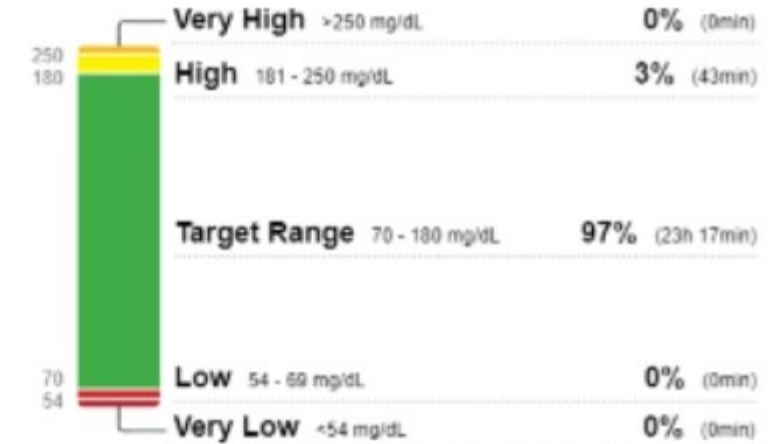 Very High >250 mg/dL 0% (0min)
250
High 181 - 250 mg/dL 3% (43min)
180
Target Range 70 - 180 mg/dL 97% (23h 17min)
70
Low 54 - 69 mg/dL 0% (0min)
54
Very Low <54 mg/dL 0% (0min)